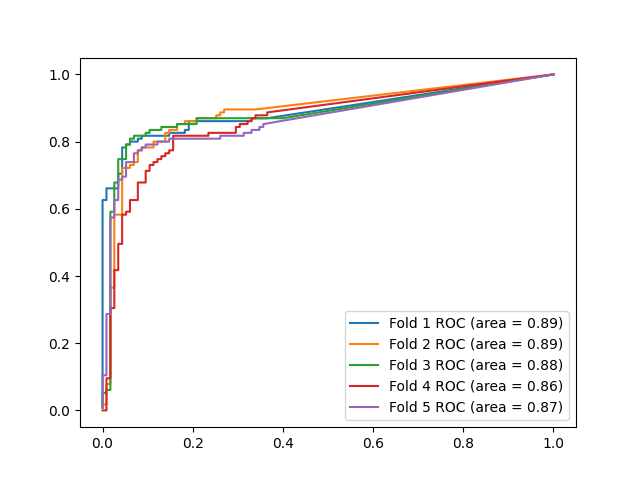 1.0
0.8
0.6
0.4
0.2
0.0
0.0 0.2 0.4 0.6 0.8 1.0
Fold 1 ROC (area = 0.89)
Fold 2 ROC (area = 0.89)
Fold 3 ROC (area = 0.88)
Fold 4 ROC (area = 0.86)
Fold 5 ROC (area = 0.87)